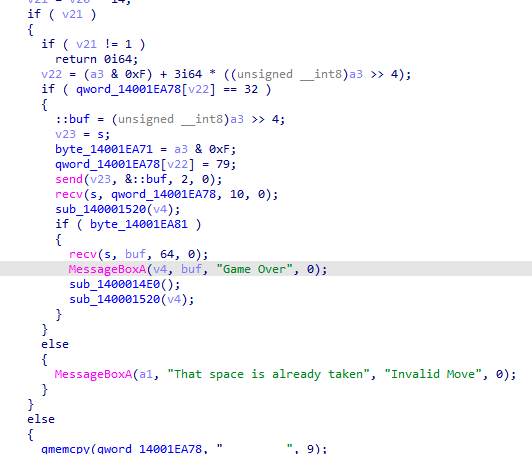 if ( v21 )
{
if ( v21 != 1 )
return 0i64;
v22 = (a3 & 0xF) + 3i64 * ((unsigned __int8)a3 >> 4);
if ( qword_14001EA78[v22] == 32 )
{
::buf = (unsigned __int8)a3 >> 4;
v23 = s;
byte_14001EA71 = a3 & 0xF;
qword_14001EA78[v22] = 79;
send(v23, &::buf, 2, 0);
recv(s, qword_14001EA78, 10, 0);
sub_140001520(v4);
if ( byte_14001EA81 )
{
recv(s, buf, 64, 0);
MessageBoxA(v4, buf, "Game Over", 0);
sub_1400014E0();
sub_140001520(v4);
}
}
else
{
MessageBoxA(a1, "That space is already taken", "Invalid Move", 0);
}
}
else
{
qmemcpy(qword_14001EA78, "         ", 9);